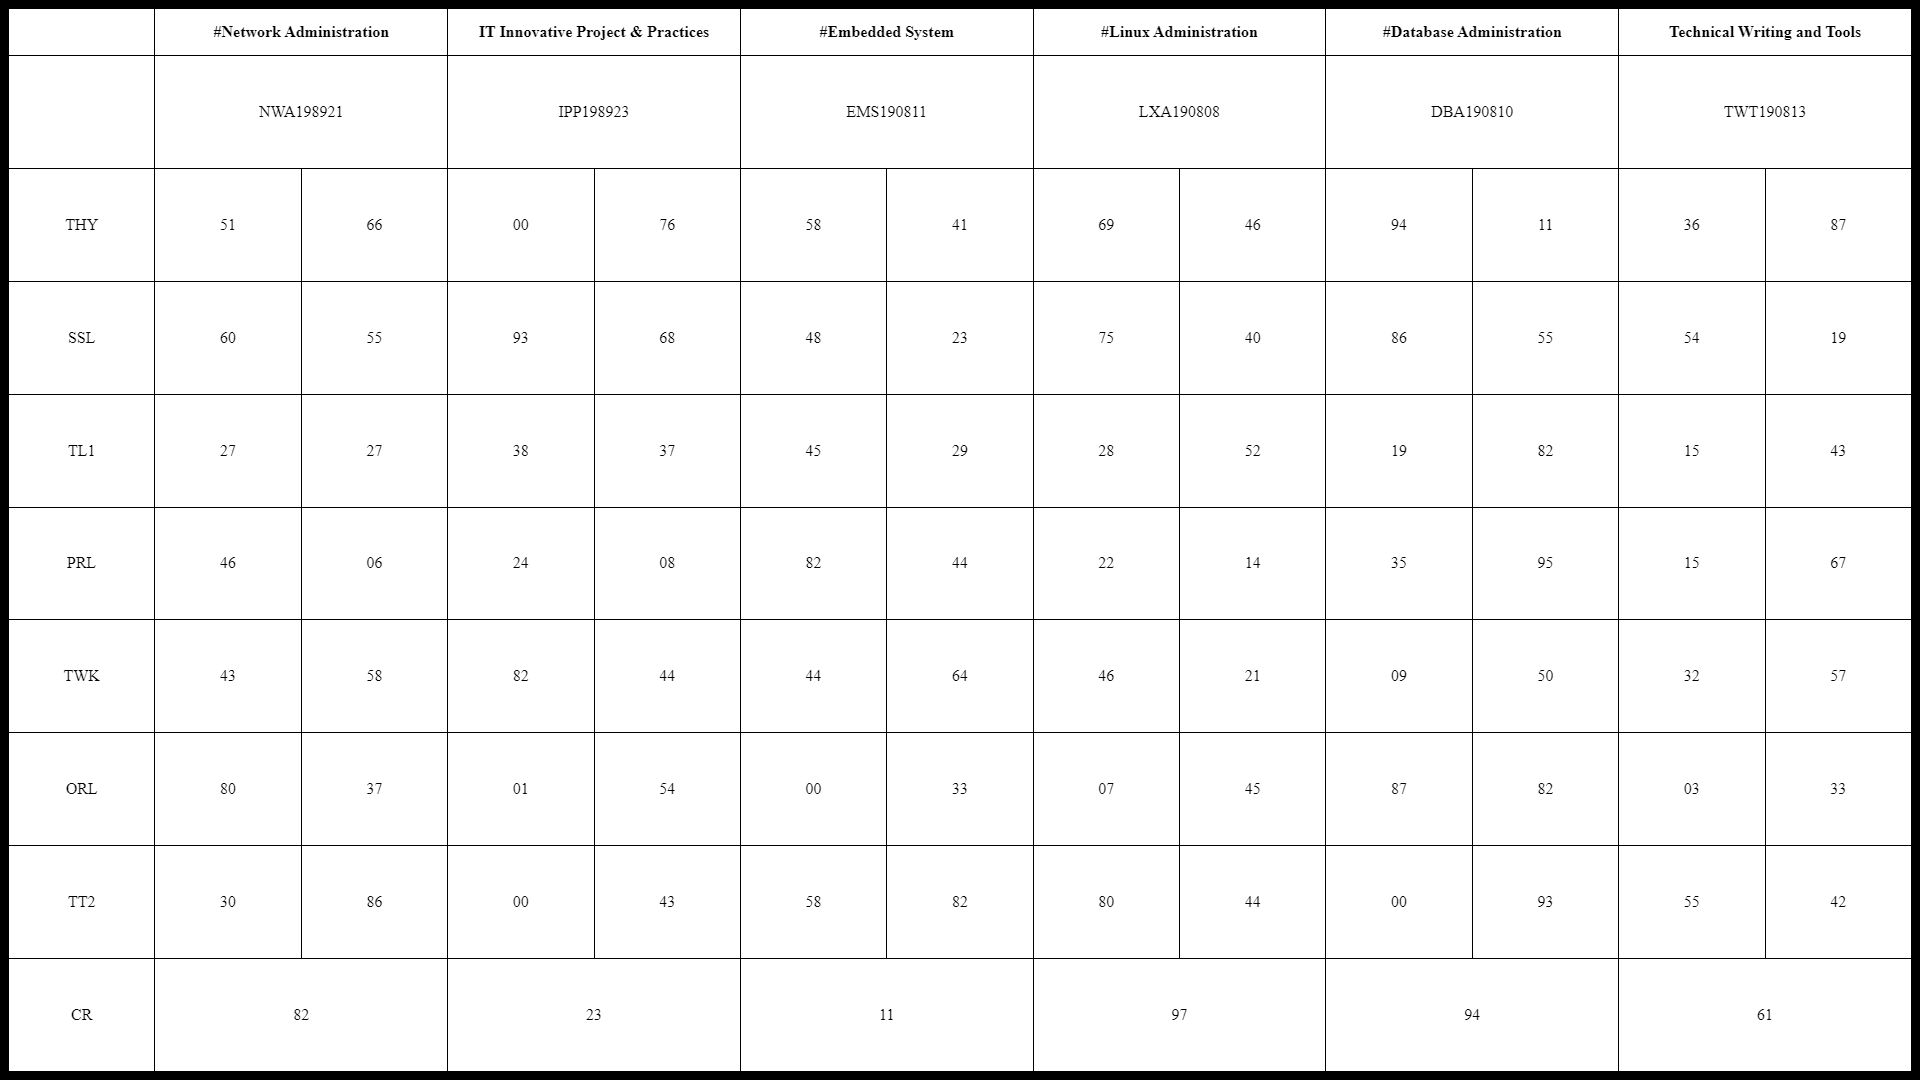 #Network Administration IT Innovative Project & Practices #Embedded System #Linux Administration #Database Administration Technical Writing and Tools
NWA198921 IPP198923 EMS190811 LXA190808 DBA190810 TWT190813
THY 51 66 00 76 58 41 69 46 94 11 36 87
SSL 60 55 93 68 48 23 75 40 86 55 54 19
TL1 27 27 38 37 45 29 28 52 19 82 15 43
PRL 46 06 24 08 82 44 22 14 35 95 15 67
TWK 43 58 82 44 44 64 46 21 09 50 32 57
ORL 80 37 01 54 00 33 07 45 87 82 03 33
TT2 30 86 00 43 58 82 80 44 00 93 55 42
CR 82 23 11 97 94 61